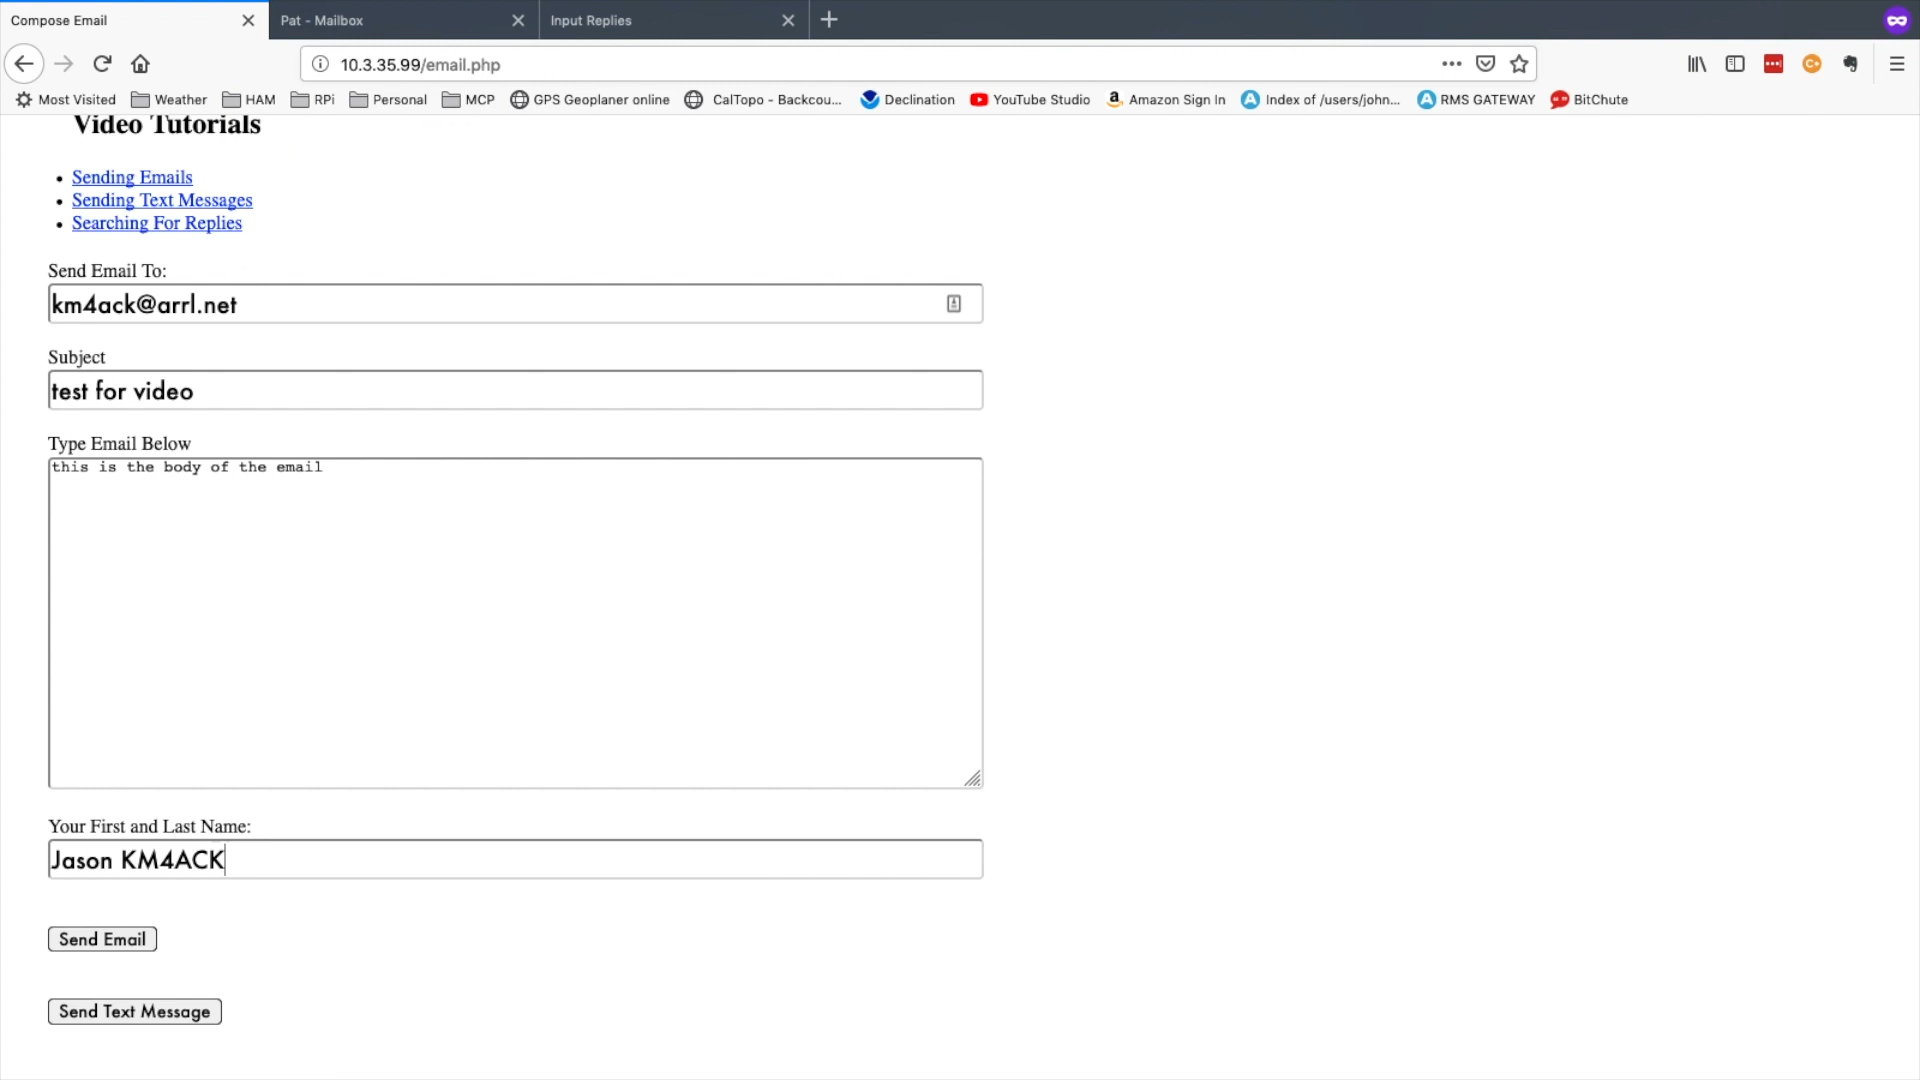 Compose Email
Pat - Mailbox
Input Replies
10.3.35.99/email.php
Most Visited Weather HAM RPi Personal MCP GPS Geoplaner online CalTopo - Backcou... Declination YouTube Studio Amazon Sign In Index of /users/john... RMS GATEWAY BitChute
Video Tutorials
Sending Emails
Sending Text Messages
Searching For Replies
Send Email To:
km4ack@arrl.net
Subject
test for video
Type Email Below
this is the body of the email
Your First and Last Name:
Jason KM4ACK
Send Email
Send Text Message